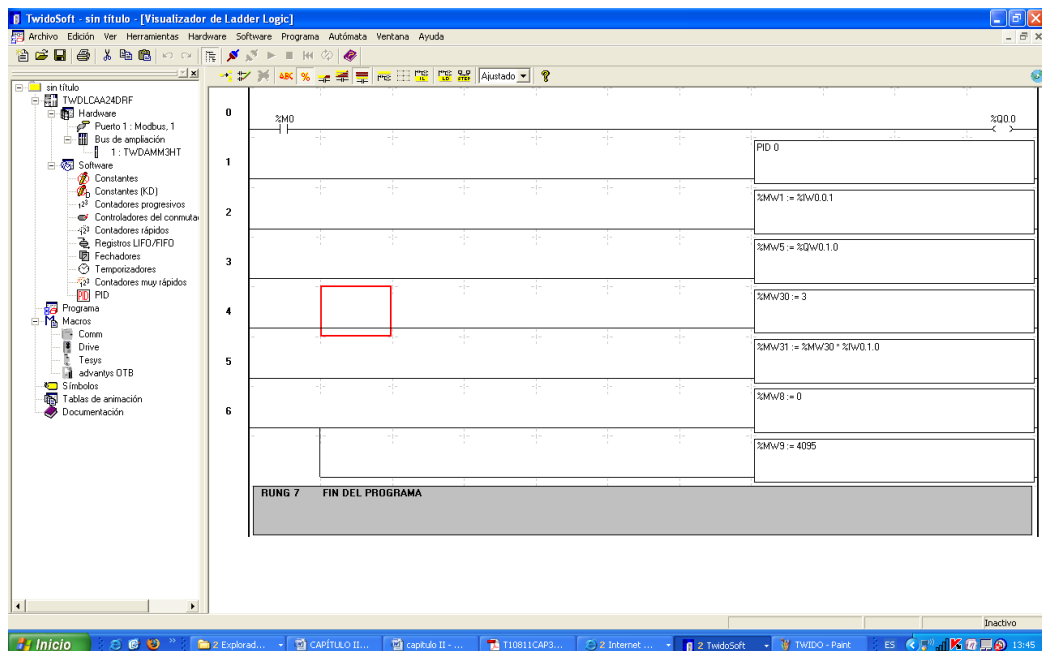 TwidoSoft - sin título - [Visualizador de Ladder Logic]
Archivo Edición Ver Herramientas Hardware Software Programa Autómata Ventana Ayuda
ABC % Ajustado ?
sin título
TWDLCAA24DRF
Hardware
Puerto 1 : Modbus, 1
Bus de ampliación
1 : TWDAMM3HT
Software
Constantes
Constantes (KD)
Contadores progresivos
Controladores del conmuta
Contadores rápidos
Registros LIFO/FIFO
Fechadores
Temporizadores
Contadores muy rápidos
PID
Programa
Macros
Comm
Drive
Tesys
advantys OTB
Símbolos
Tablas de animación
Documentación
0
%M0
%Q0.0
1
PID 0
2
%MW1 := %IW0.0.1
3
%MW5 := %QW0.1.0
4
%MW30 := 3
5
%MW31 := %MW30 * %IW0.1.0
6
%MW8 := 0
%MW9 := 4095
RUNG 7 FIN DEL PROGRAMA
Inactivo
Inicio
2 Explorad...
CAPÍTULO II...
capitulo II - ...
T10811CAP3...
2 Internet ...
2 TwidoSoft
TWIDO - Paint
ES
13:45